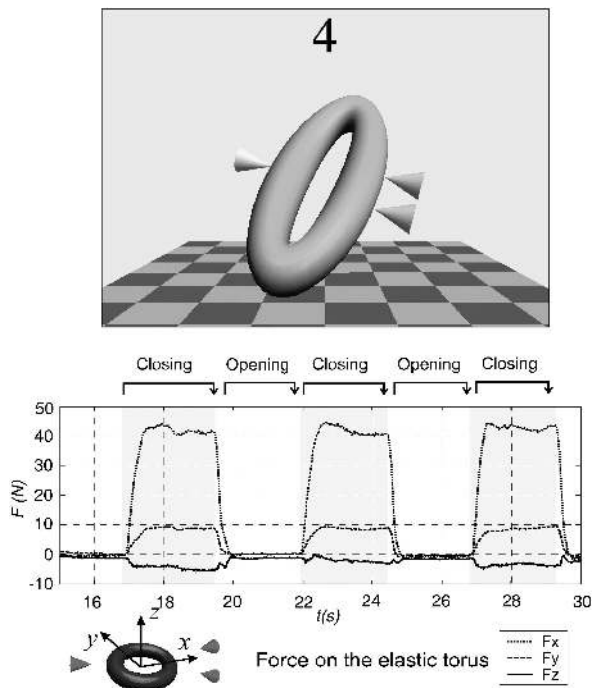 4
Closing Opening Closing Opening Closing
50
40
30
20
10
0
-10
F (N)
16 18 20 22 24 26 28 30
t(s)
z
y
x
Force on the elastic torus
Fx
Fy
Fz